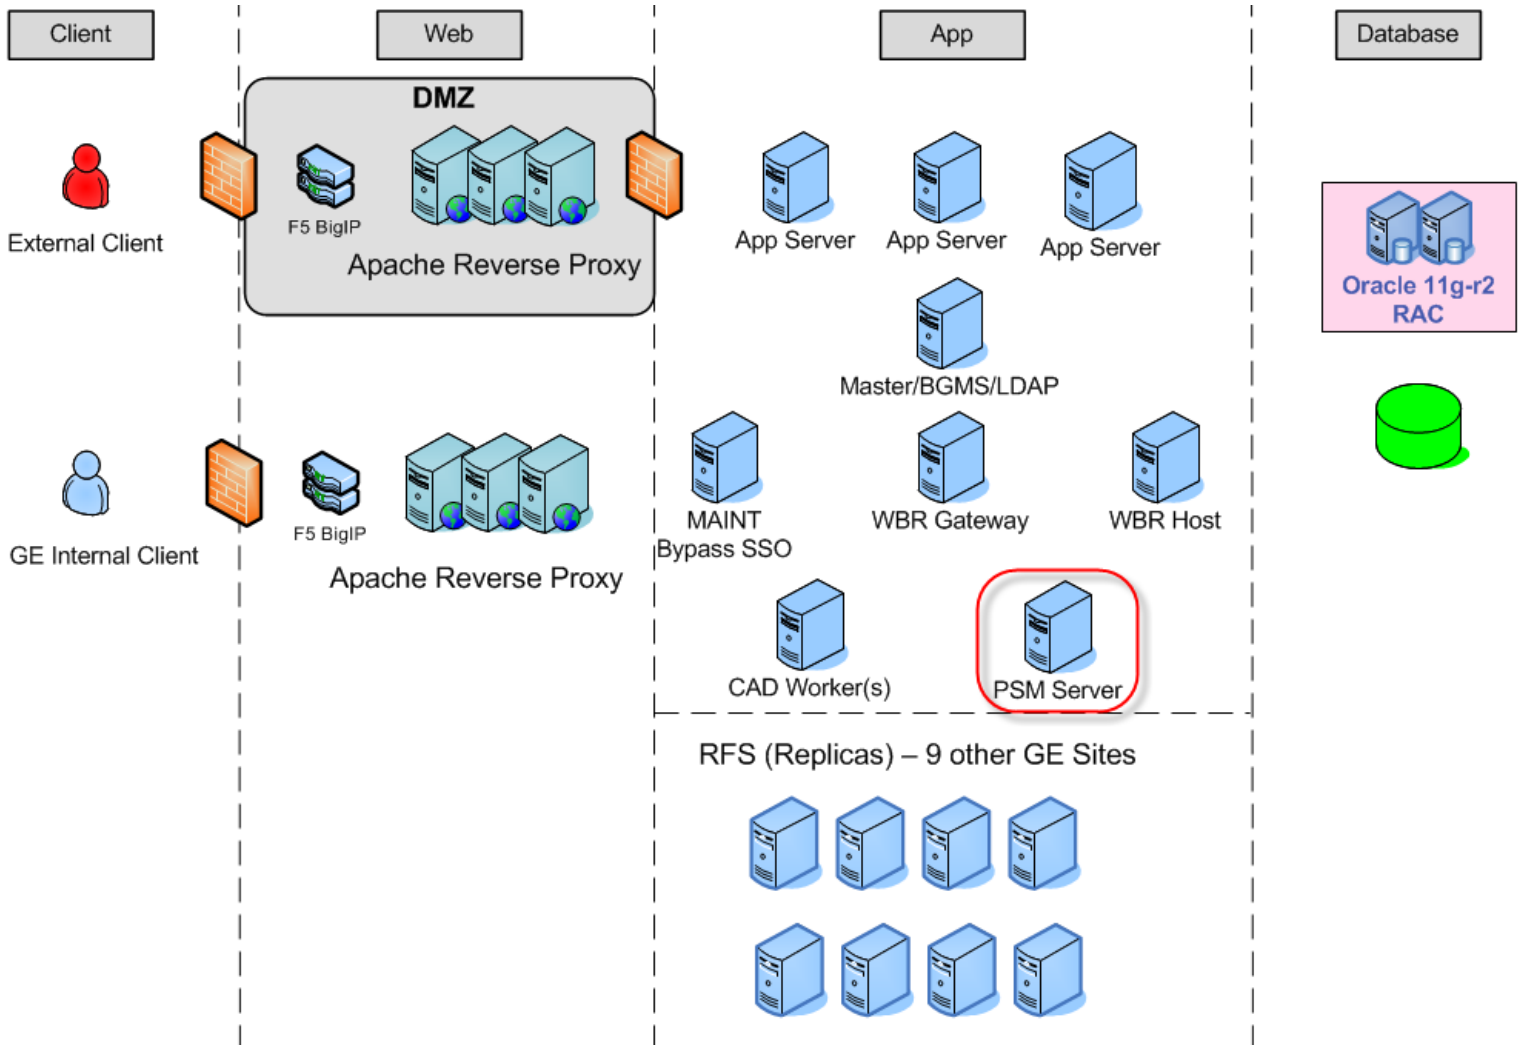 Client
Web
App
Database
DMZ
External Client
F5 BigIP
Apache Reverse Proxy
App Server
App Server
App Server
Oracle 11g-r2
RAC
Master/BGMS/LDAP
GE Internal Client
F5 BigIP
Apache Reverse Proxy
MAINT
Bypass SSO
WBR Gateway
WBR Host
CAD Worker(s)
PSM Server
RFS (Replicas) – 9 other GE Sites